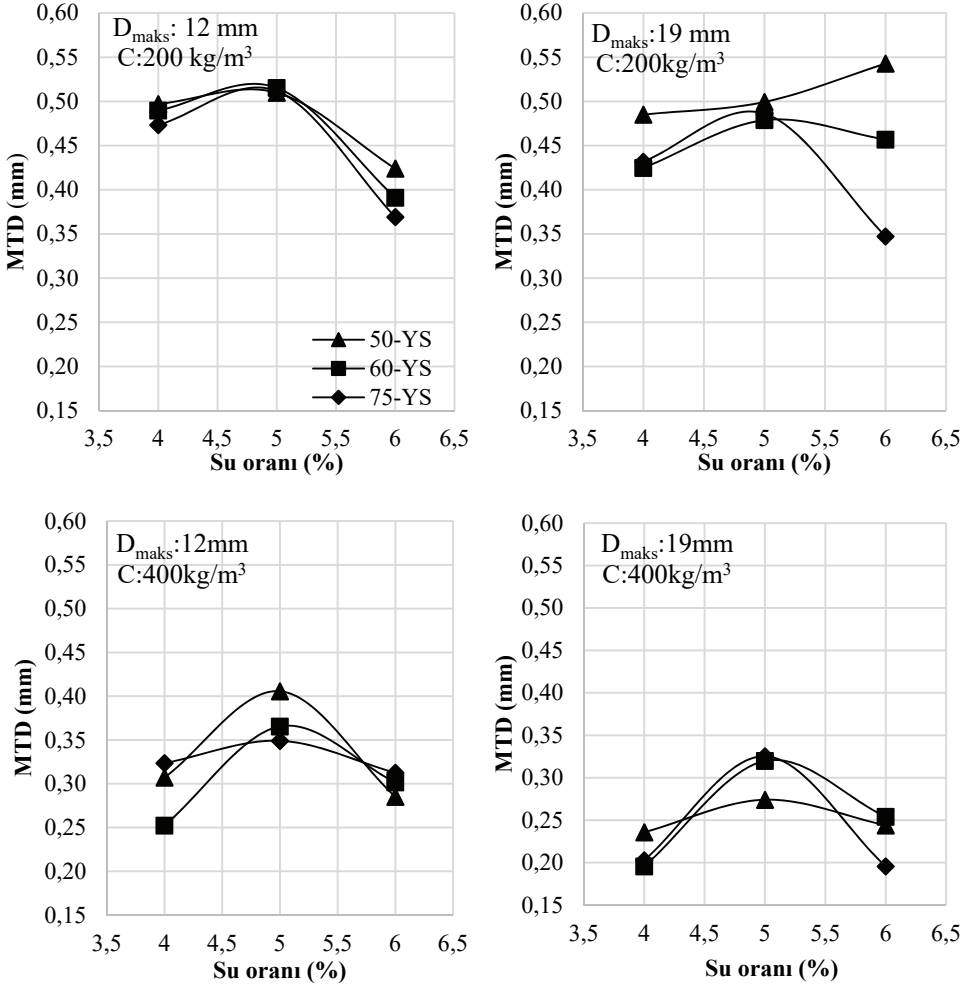 D_maks: 12 mm
C:200 kg/m³
MTD (mm)
0,60
0,55
0,50
0,45
0,40
0,35
0,30
0,25
0,20
0,15
50-YS
60-YS
75-YS
3,5 4 4,5 5 5,5 6 6,5
Su oranı (%)
D_maks:19 mm
C:200kg/m³
MTD (mm)
0,60
0,55
0,50
0,45
0,40
0,35
0,30
0,25
0,20
0,15
3,5 4 4,5 5 5,5 6 6,5
Su oranı (%)
D_maks:12mm
C:400kg/m³
MTD (mm)
0,60
0,55
0,50
0,45
0,40
0,35
0,30
0,25
0,20
0,15
3,5 4 4,5 5 5,5 6 6,5
Su oranı (%)
D_maks:19mm
C:400kg/m³
MTD (mm)
0,60
0,55
0,50
0,45
0,40
0,35
0,30
0,25
0,20
0,15
3,5 4 4,5 5 5,5 6 6,5
Su oranı (%)